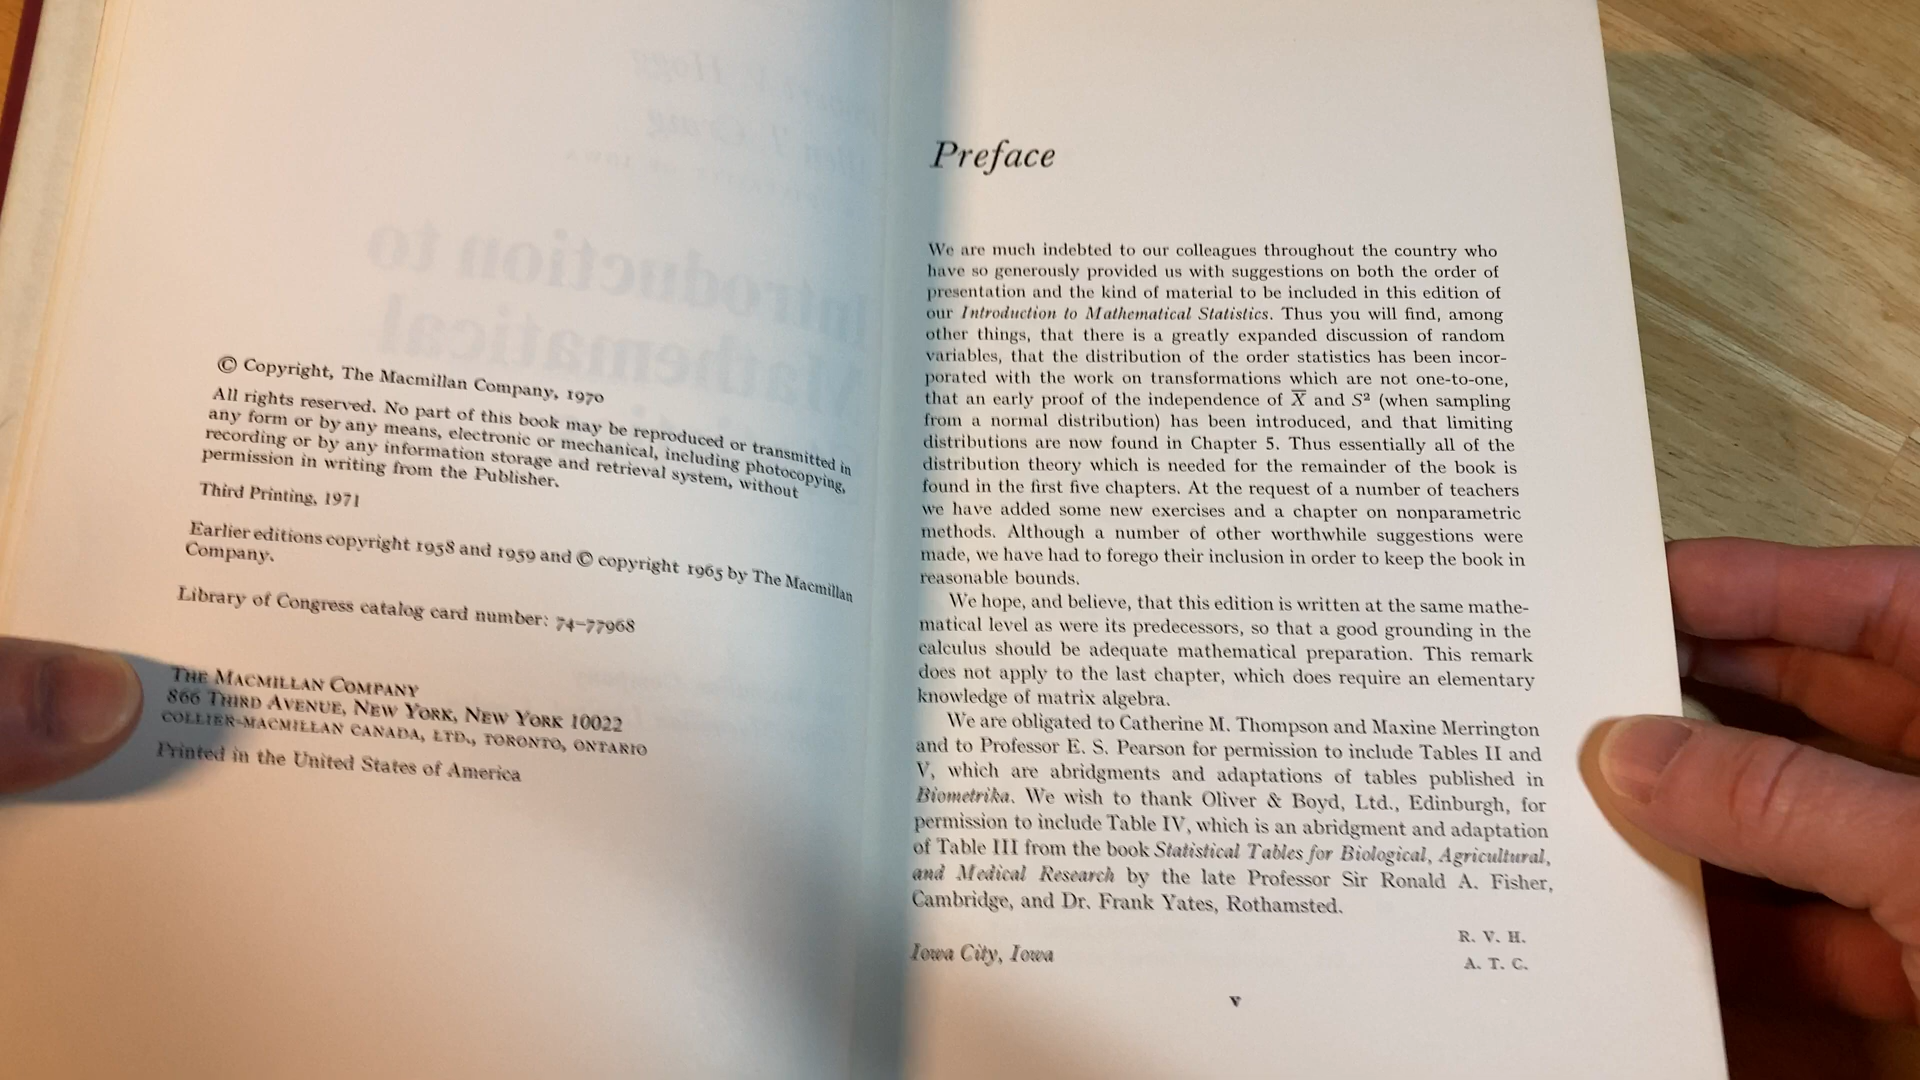 © Copyright, The Macmillan Company, 1970
All rights reserved. No part of this book may be reproduced or transmitted in
any form or by any means, electronic or mechanical, including photocopying,
recording or by any information storage and retrieval system, without
permission in writing from the Publisher.
Third Printing, 1971
Earlier editions copyright 1958 and 1959 and © copyright 1965 by The Macmillan
Company.
Library of Congress catalog card number: 74–77968
THE MACMILLAN COMPANY
866 THIRD AVENUE, NEW YORK, NEW YORK 10022
COLLIER-MACMILLAN CANADA, LTD., TORONTO, ONTARIO
Printed in the United States of America
Preface
We are much indebted to our colleagues throughout the country who
have so generously provided us with suggestions on both the order of
presentation and the kind of material to be included in this edition of
our Introduction to Mathematical Statistics. Thus you will find, among
other things, that there is a greatly expanded discussion of random
variables, that the distribution of the order statistics has been incor-
porated with the work on transformations which are not one-to-one,
that an early proof of the independence of X̅ and S² (when sampling
from a normal distribution) has been introduced, and that limiting
distributions are now found in Chapter 5. Thus essentially all of the
distribution theory which is needed for the remainder of the book is
found in the first five chapters. At the request of a number of teachers
we have added some new exercises and a chapter on nonparametric
methods. Although a number of other worthwhile suggestions were
made, we have had to forego their inclusion in order to keep the book in
reasonable bounds.
We hope, and believe, that this edition is written at the same mathe-
matical level as were its predecessors, so that a good grounding in the
calculus should be adequate mathematical preparation. This remark
does not apply to the last chapter, which does require an elementary
knowledge of matrix algebra.
We are obligated to Catherine M. Thompson and Maxine Merrington
and to Professor E. S. Pearson for permission to include Tables II and
V, which are abridgments and adaptations of tables published in
Biometrika. We wish to thank Oliver & Boyd, Ltd., Edinburgh, for
permission to include Table IV, which is an abridgment and adaptation
of Table III from the book Statistical Tables for Biological, Agricultural,
and Medical Research by the late Professor Sir Ronald A. Fisher,
Cambridge, and Dr. Frank Yates, Rothamsted.
R. V. H.
Iowa City, Iowa
A. T. C.
v